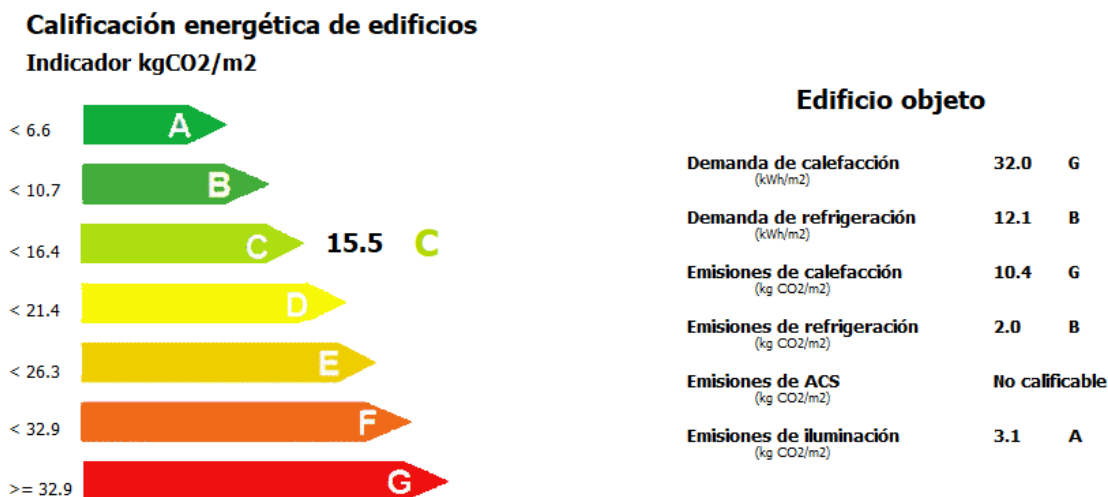 Calificación energética de edificios
Indicador kgCO2/m2
< 6.6 A
< 10.7 B
< 16.4 C 15.5 C
< 21.4 D
< 26.3 E
< 32.9 F
>= 32.9 G
Edificio objeto
Demanda de calefacción 32.0 G
(kWh/m2)
Demanda de refrigeración 12.1 B
(kWh/m2)
Emisiones de calefacción 10.4 G
(kg CO2/m2)
Emisiones de refrigeración 2.0 B
(kg CO2/m2)
Emisiones de ACS No calificable
(kg CO2/m2)
Emisiones de iluminación 3.1 A
(kg CO2/m2)